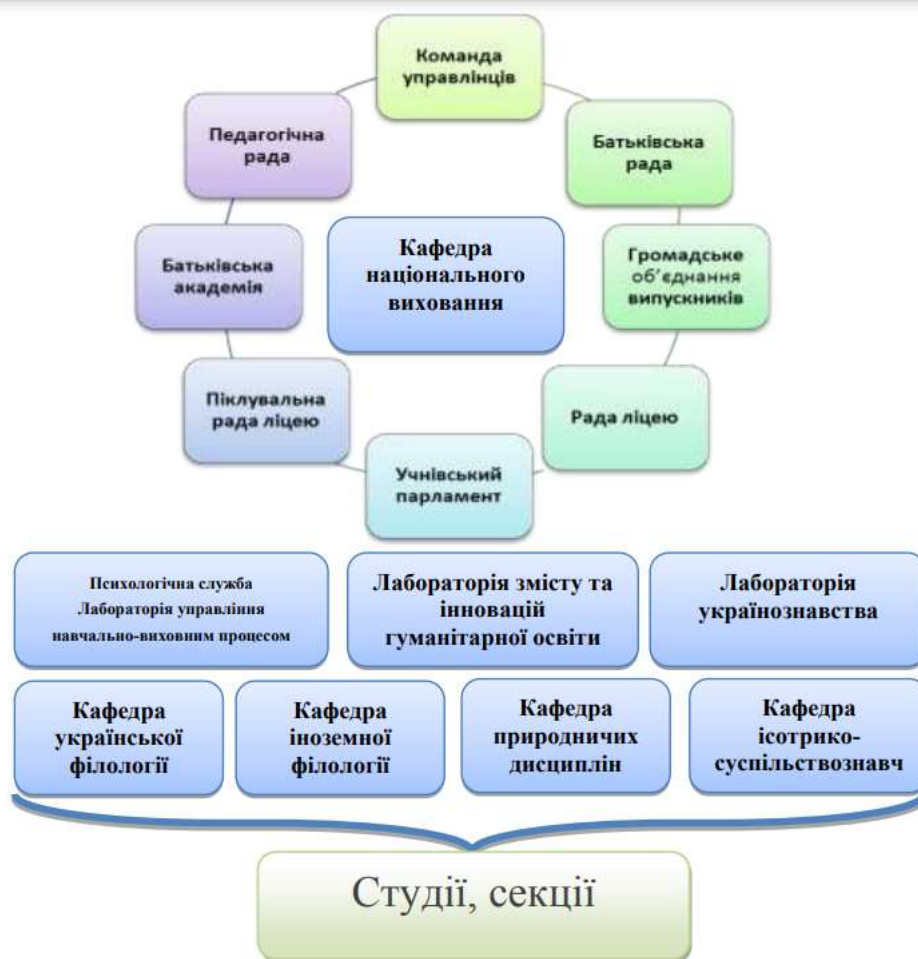 Команда
управлінців
Педагогічна
рада
Батьківська
рада
Батьківська
академія
Кафедра
національного
виховання
Громадське
об’єднання
випускників
Піклувальна
рада ліцею
Рада ліцею
Учнівський
парламент
Психологічна служба
Лабораторія управління
навчально-виховним процесом
Лабораторія змісту та
інновацій
гуманітарної освіти
Лабораторія
українознавства
Кафедра
української
філології
Кафедра
іноземної
філології
Кафедра
природничих
дисциплін
Кафедра
ісотрико-
суспільствознавч
Студії, секції